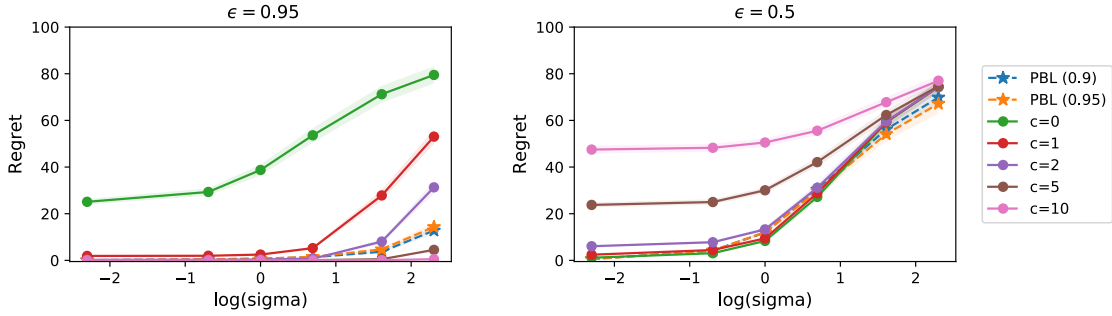 ϵ = 0.95
100
80
60
40
20
0
Regret
−2
−1
0
1
2
log(sigma)
ϵ = 0.5
100
80
60
40
20
0
Regret
−2
−1
0
1
2
log(sigma)
PBL (0.9)
PBL (0.95)
c=0
c=1
c=2
c=5
c=10